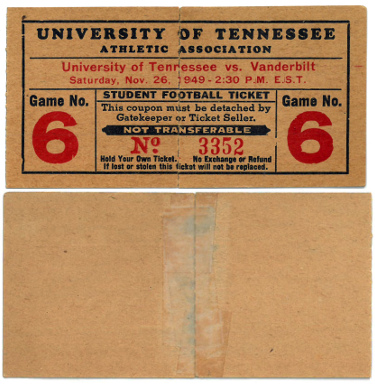 UNIVERSITY OF TENNESSEE
ATHLETIC ASSOCIATION
University of Tennessee vs. Vanderbilt
Saturday, Nov. 26, 1949 - 2:30 P.M. E.S.T.
Game No.
6
STUDENT FOOTBALL TICKET
This coupon must be detached by
Gatekeeper or Ticket Seller.
NOT TRANSFERABLE
No. 3352
Hold Your Own Ticket. No Exchange or Refund
If lost or stolen this ticket will not be replaced.
Game No.
6